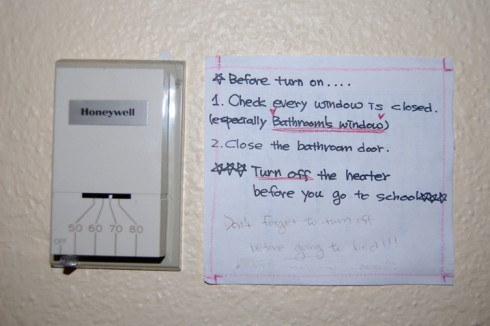 Honeywell
50 60 70 80
OFF
☆ Before turn on....
1. Check every window is closed.
(especially Bathroom's window)
2. Close the bathroom door.
☆☆☆ Turn off the heater
before you go to school☆☆☆
Don't forget to turn off
before going to bed!!!